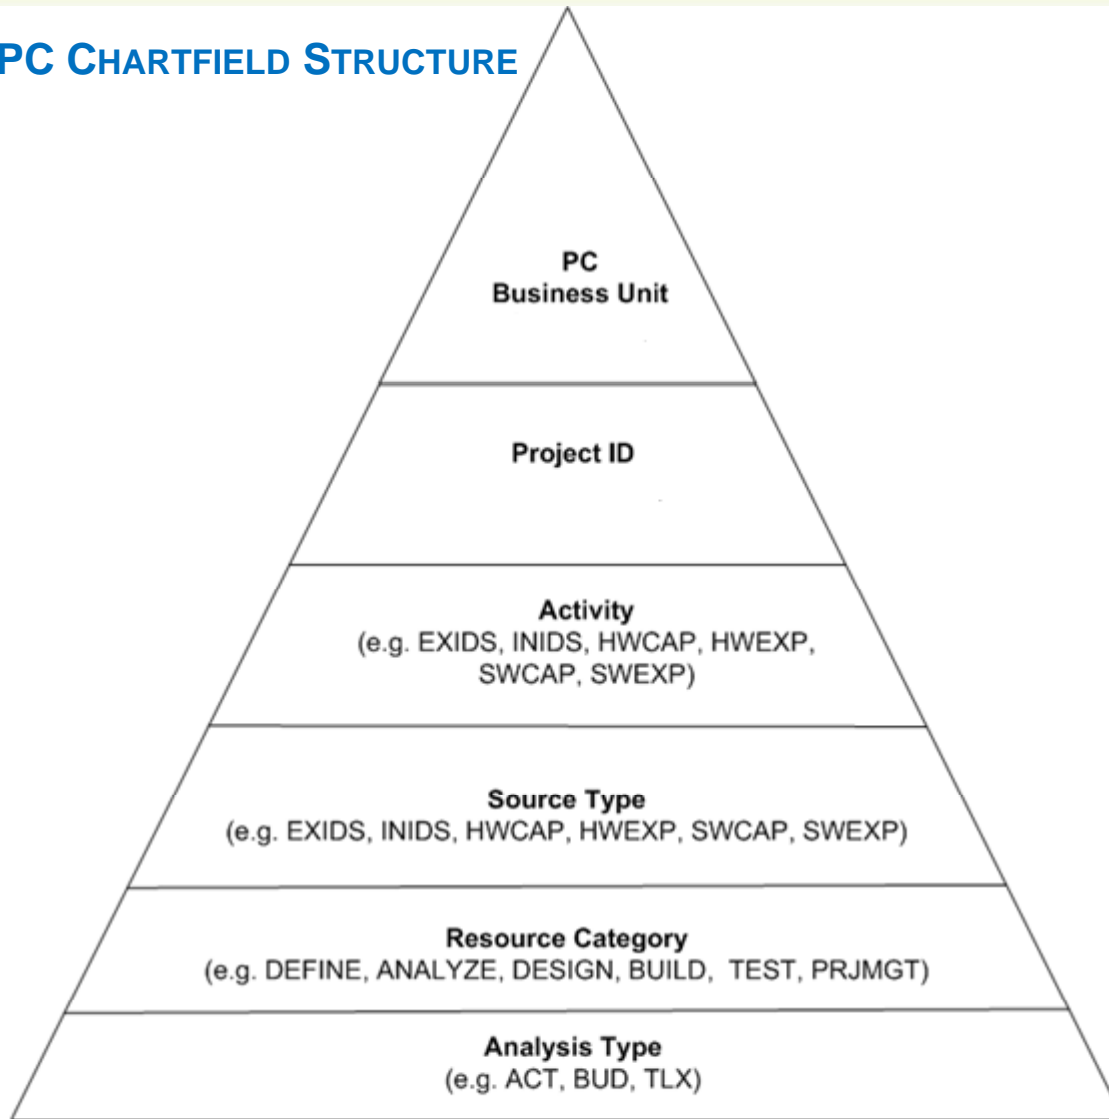 PC CHARTFIELD STRUCTURE
PC
Business Unit
Project ID
Activity
(e.g. EXIDS, INIDS, HWCAP, HWEXP,
SWCAP, SWEXP)
Source Type
(e.g. EXIDS, INIDS, HWCAP, HWEXP, SWCAP, SWEXP)
Resource Category
(e.g. DEFINE, ANALYZE, DESIGN, BUILD, TEST, PRJMGT)
Analysis Type
(e.g. ACT, BUD, TLX)